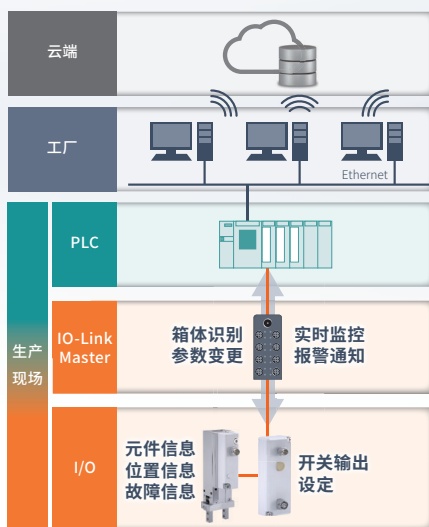 云端
工厂
Ethernet
PLC
生产
现场
IO-Link
Master
箱体识别
参数变更
实时监控
报警通知
I/O
元件信息
位置信息
故障信息
开关输出
设定